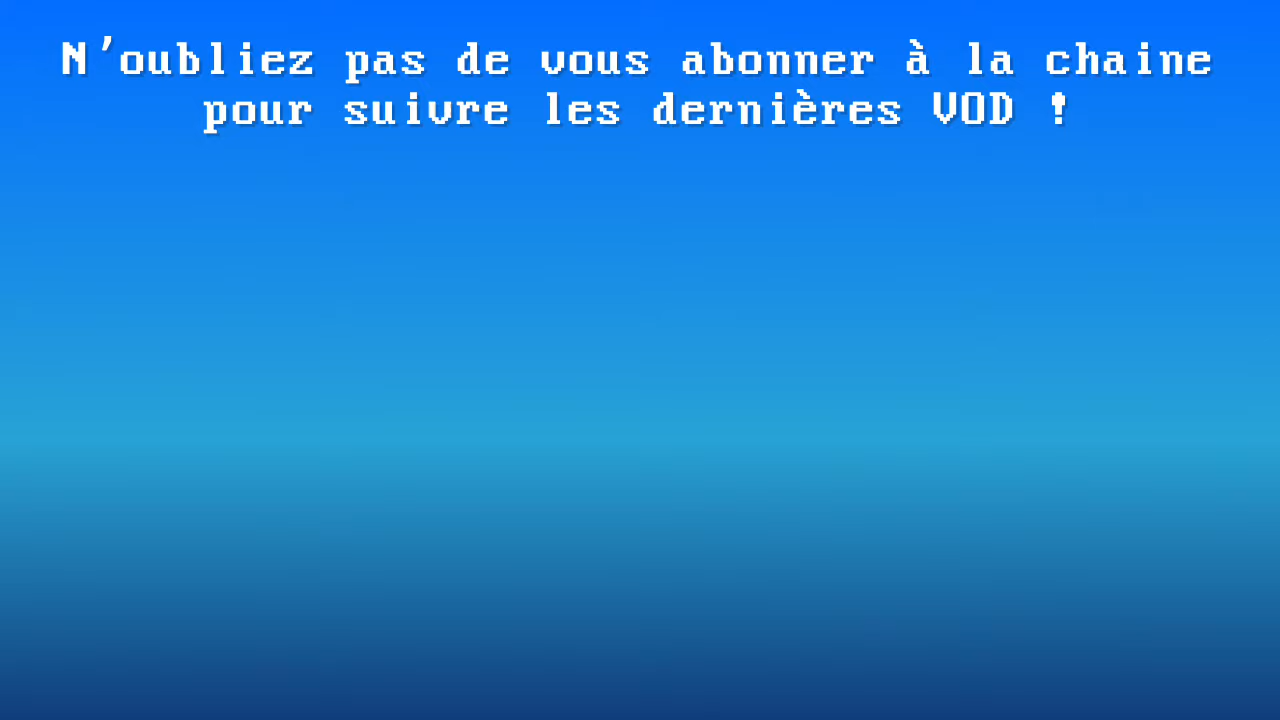 N'oubliez pas de vous abonner à la chaine
pour suivre les dernières VOD !